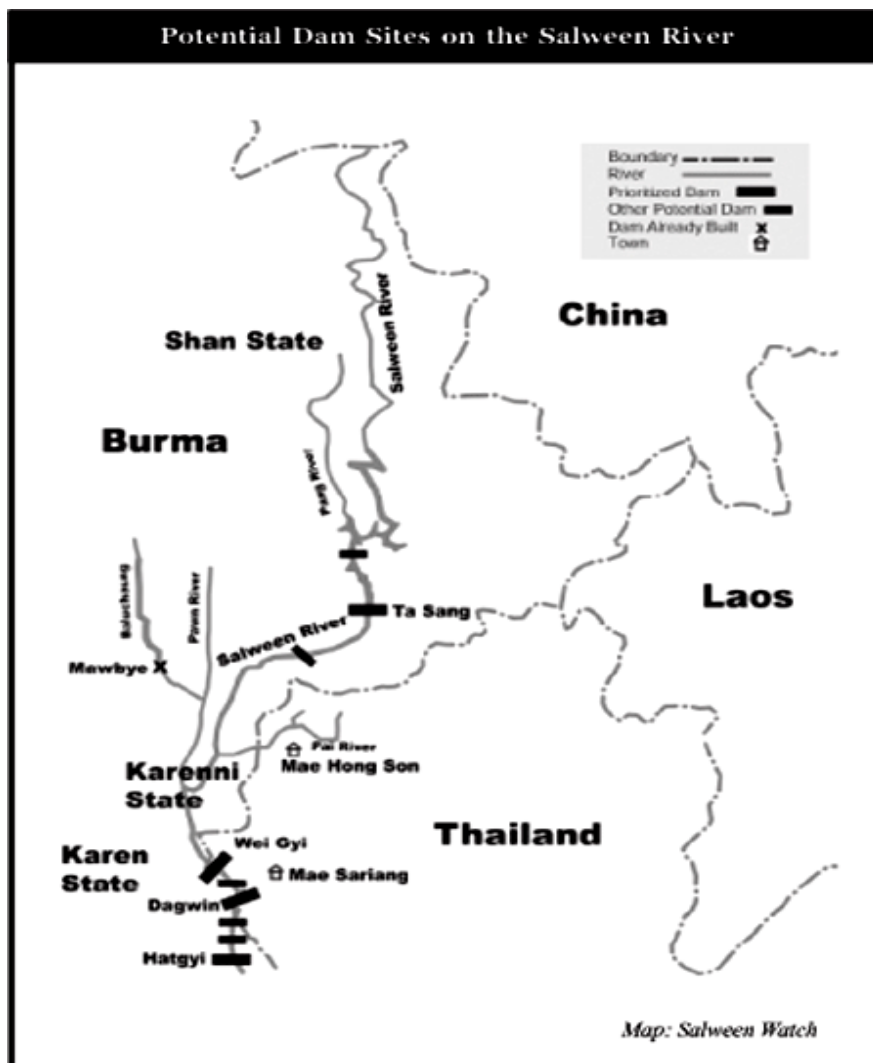 Potential Dam Sites on the Salween River
Boundary
River
Prioritized Dam
Other Potential Dam
Dam Already Built
Town
China
Shan State
Salween River
Burma
Pang River
Laos
Baluchaung
Pawn River
Ta Sang
Salween River
Mawbye
Pai River
Mae Hong Son
Karenni
State
Thailand
Wei Gyi
Karen
State
Mae Sariang
Dagwin
Hatgyi
Map: Salween Watch